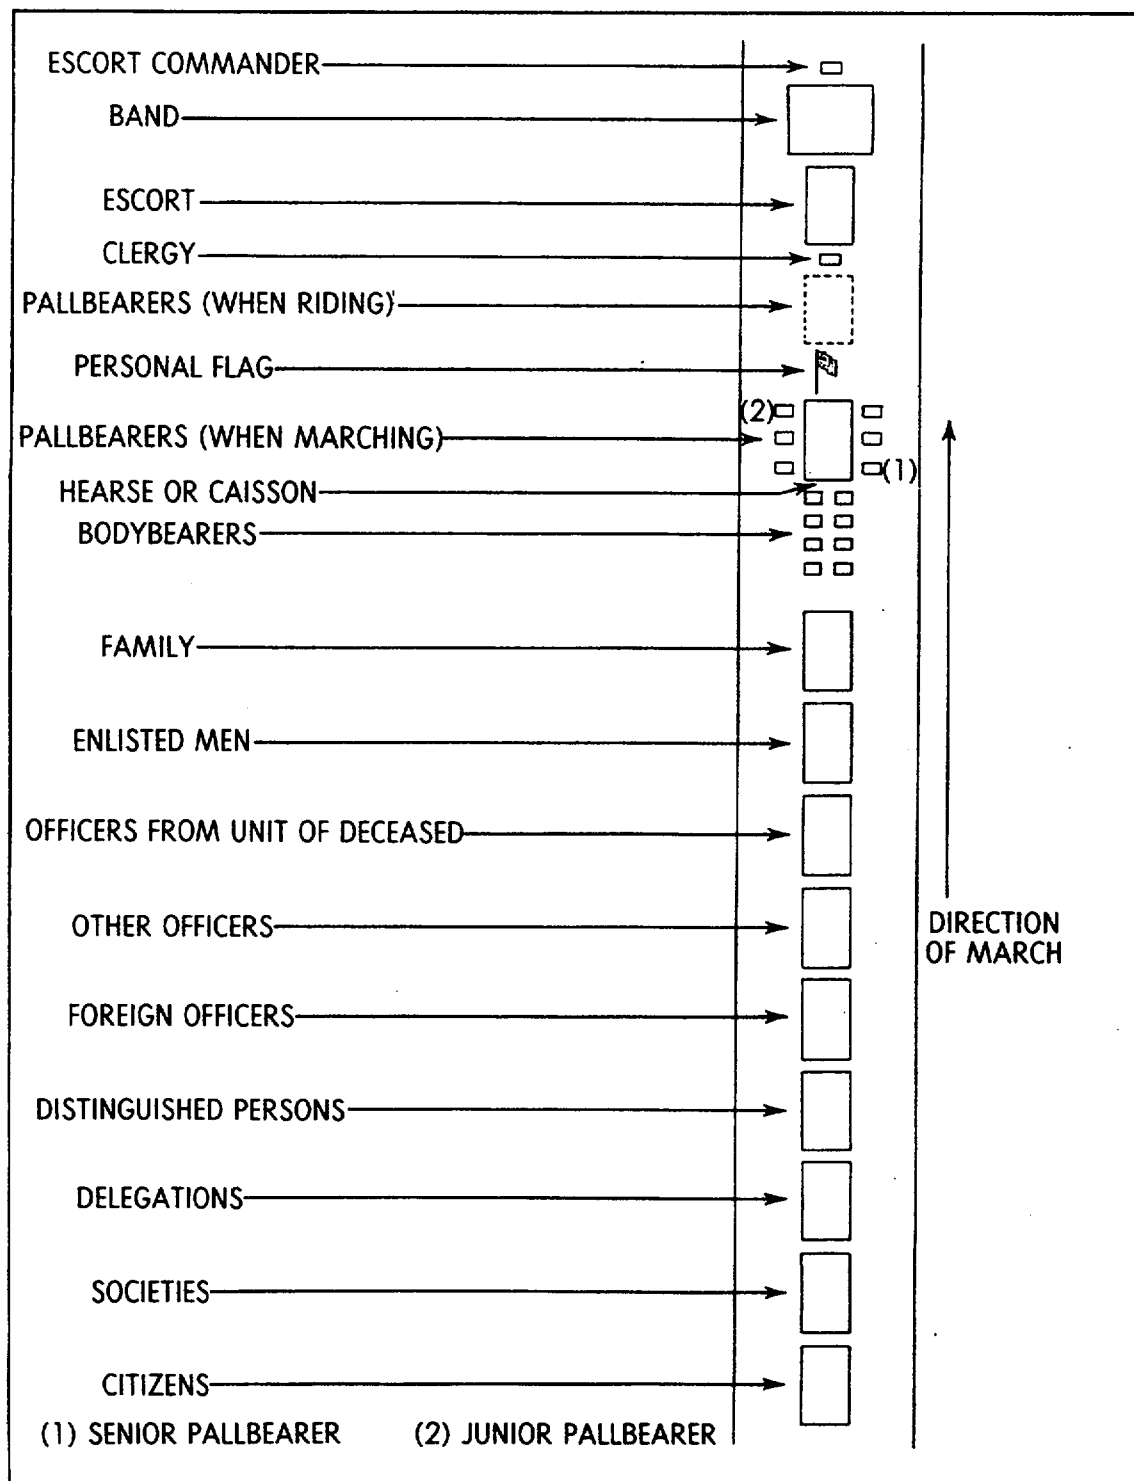 ESCORT COMMANDER
BAND
ESCORT
CLERGY
PALLBEARERS (WHEN RIDING)
PERSONAL FLAG
(2)
PALLBEARERS (WHEN MARCHING)
(1)
HEARSE OR CAISSON
BODYBEARERS
FAMILY
ENLISTED MEN
OFFICERS FROM UNIT OF DECEASED
OTHER OFFICERS
DIRECTION
OF MARCH
FOREIGN OFFICERS
DISTINGUISHED PERSONS
DELEGATIONS
SOCIETIES
CITIZENS
(1) SENIOR PALLBEARER (2) JUNIOR PALLBEARER